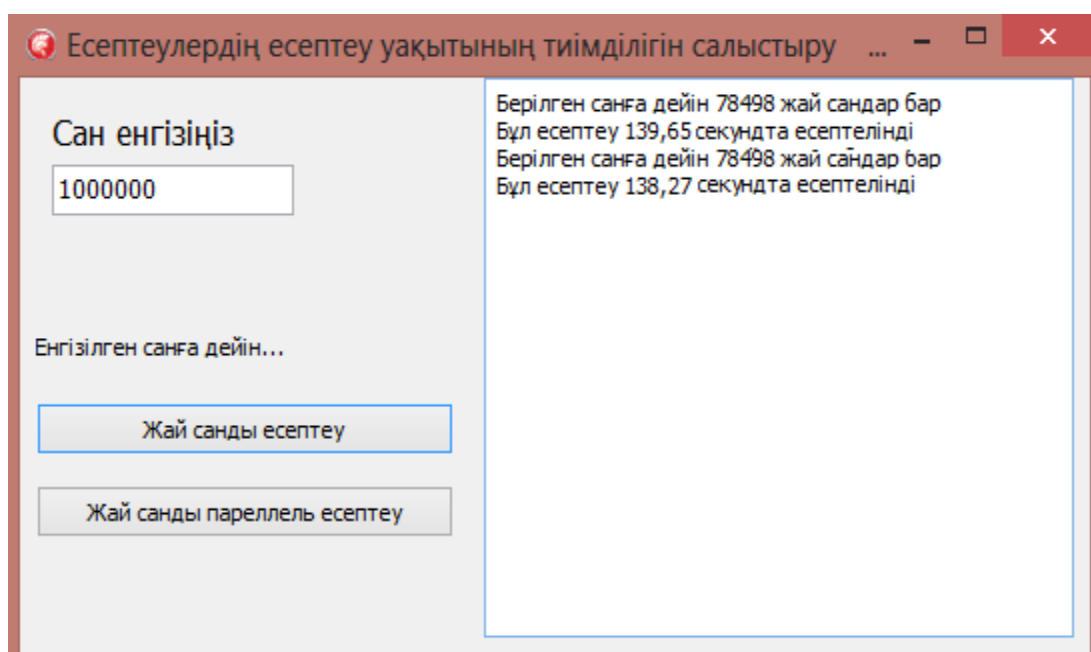 Есептеулердің есептеу уақытының тиімділігін салыстыру ...
Сан енгізіңіз
1000000
Енгізілген санға дейін...
Жай санды есептеу
Жай санды пареллель есептеу
Берілген санға дейін 78498 жай сандар бар
Бұл есептеу 139,65 секундта есептелінді
Берілген санға дейін 78498 жай сандар бар
Бұл есептеу 138,27 секундта есептелінді